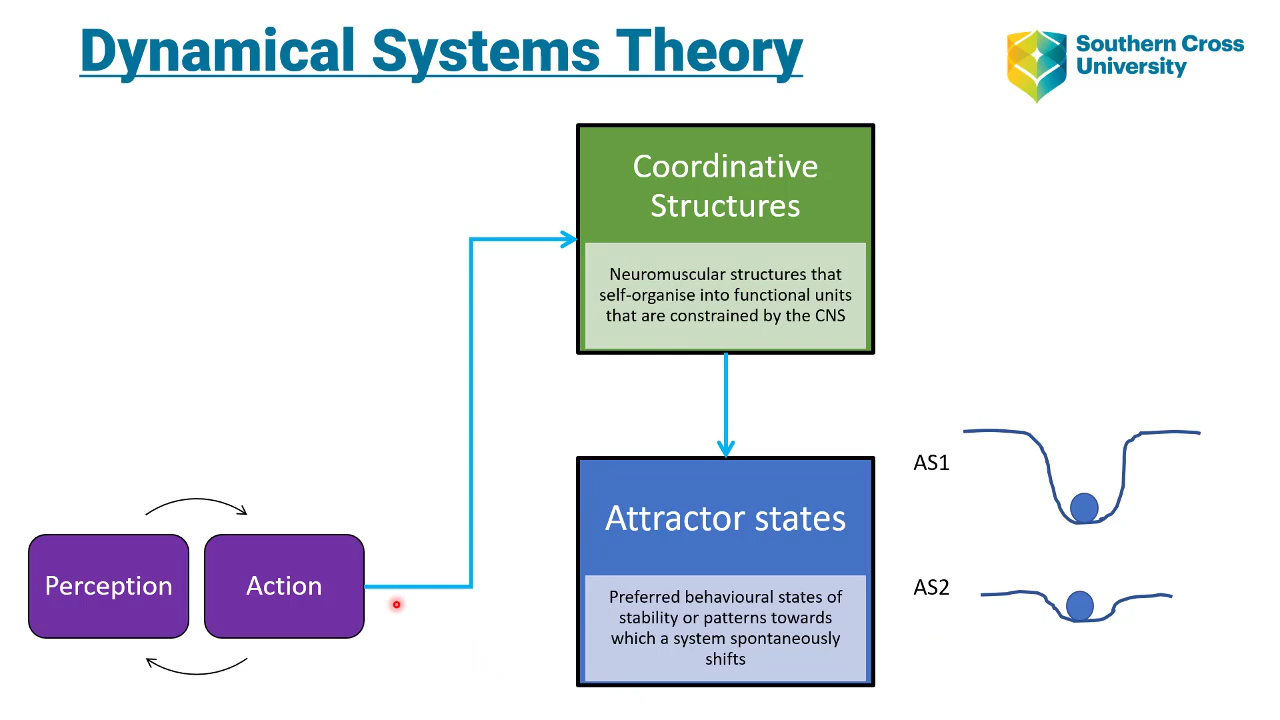 Dynamical Systems Theory
Southern Cross
University
Coordinative
Structures
Neuromuscular structures that
self-organise into functional units
that are constrained by the CNS
AS1
Attractor states
Perception
Action
AS2
Preferred behavioural states of
stability or patterns towards
which a system spontaneously
shifts